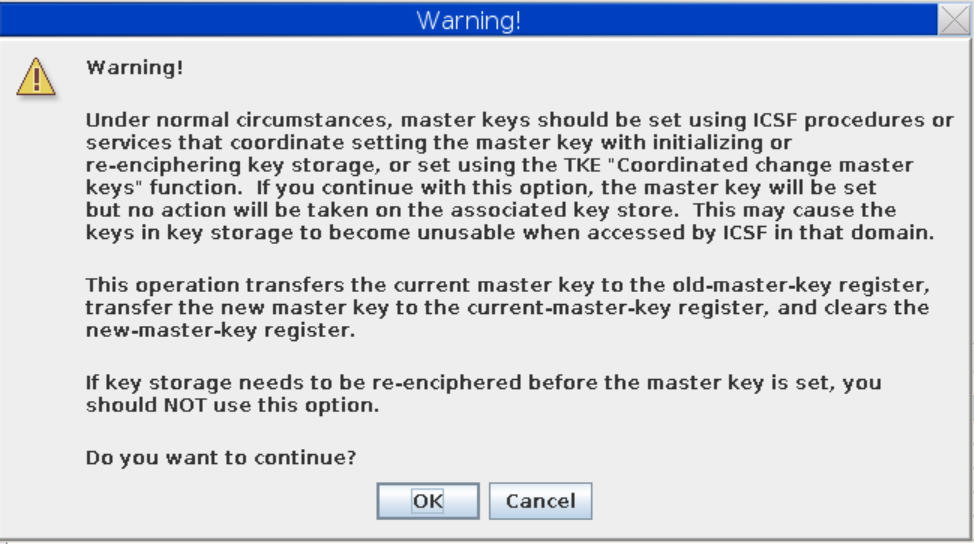 Warning!
Warning!
Under normal circumstances, master keys should be set using ICSF procedures or
services that coordinate setting the master key with initializing or
re-enciphering key storage, or set using the TKE "Coordinated change master
keys" function.  If you continue with this option, the master key will be set
but no action will be taken on the associated key store.  This may cause the
keys in key storage to become unusable when accessed by ICSF in that domain.
This operation transfers the current master key to the old-master-key register,
transfer the new master key to the current-master-key register, and clears the
new-master-key register.
If key storage needs to be re-enciphered before the master key is set, you
should NOT use this option.
Do you want to continue?
OK Cancel